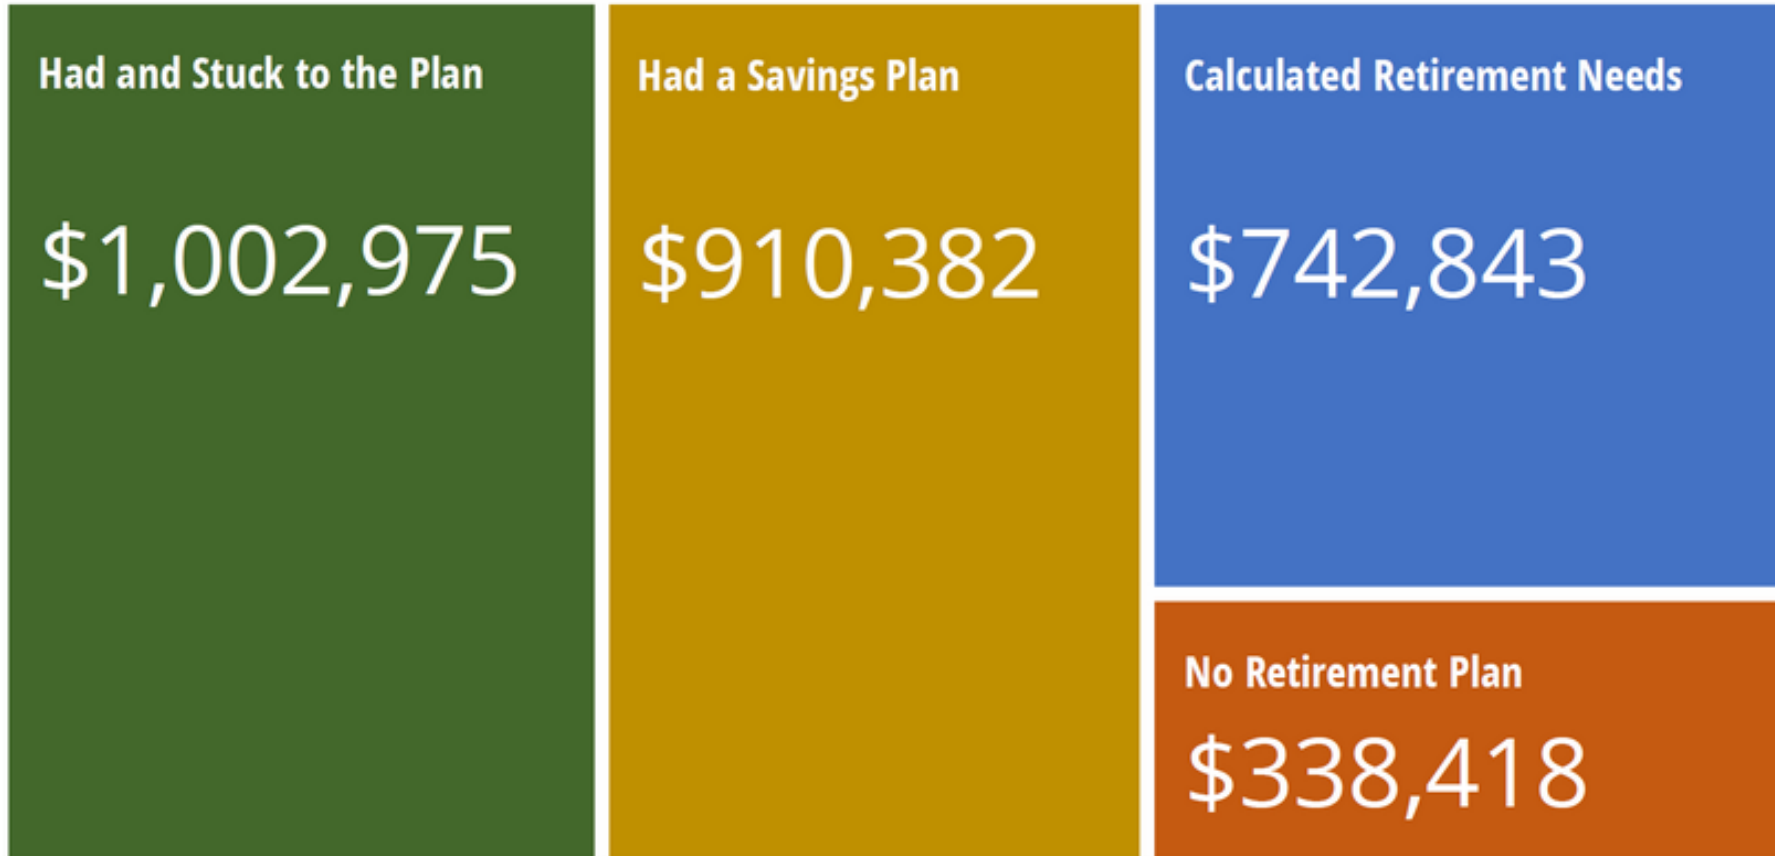 Had and Stuck to the Plan
$1,002,975
Had a Savings Plan
$910,382
Calculated Retirement Needs
$742,843
No Retirement Plan
$338,418